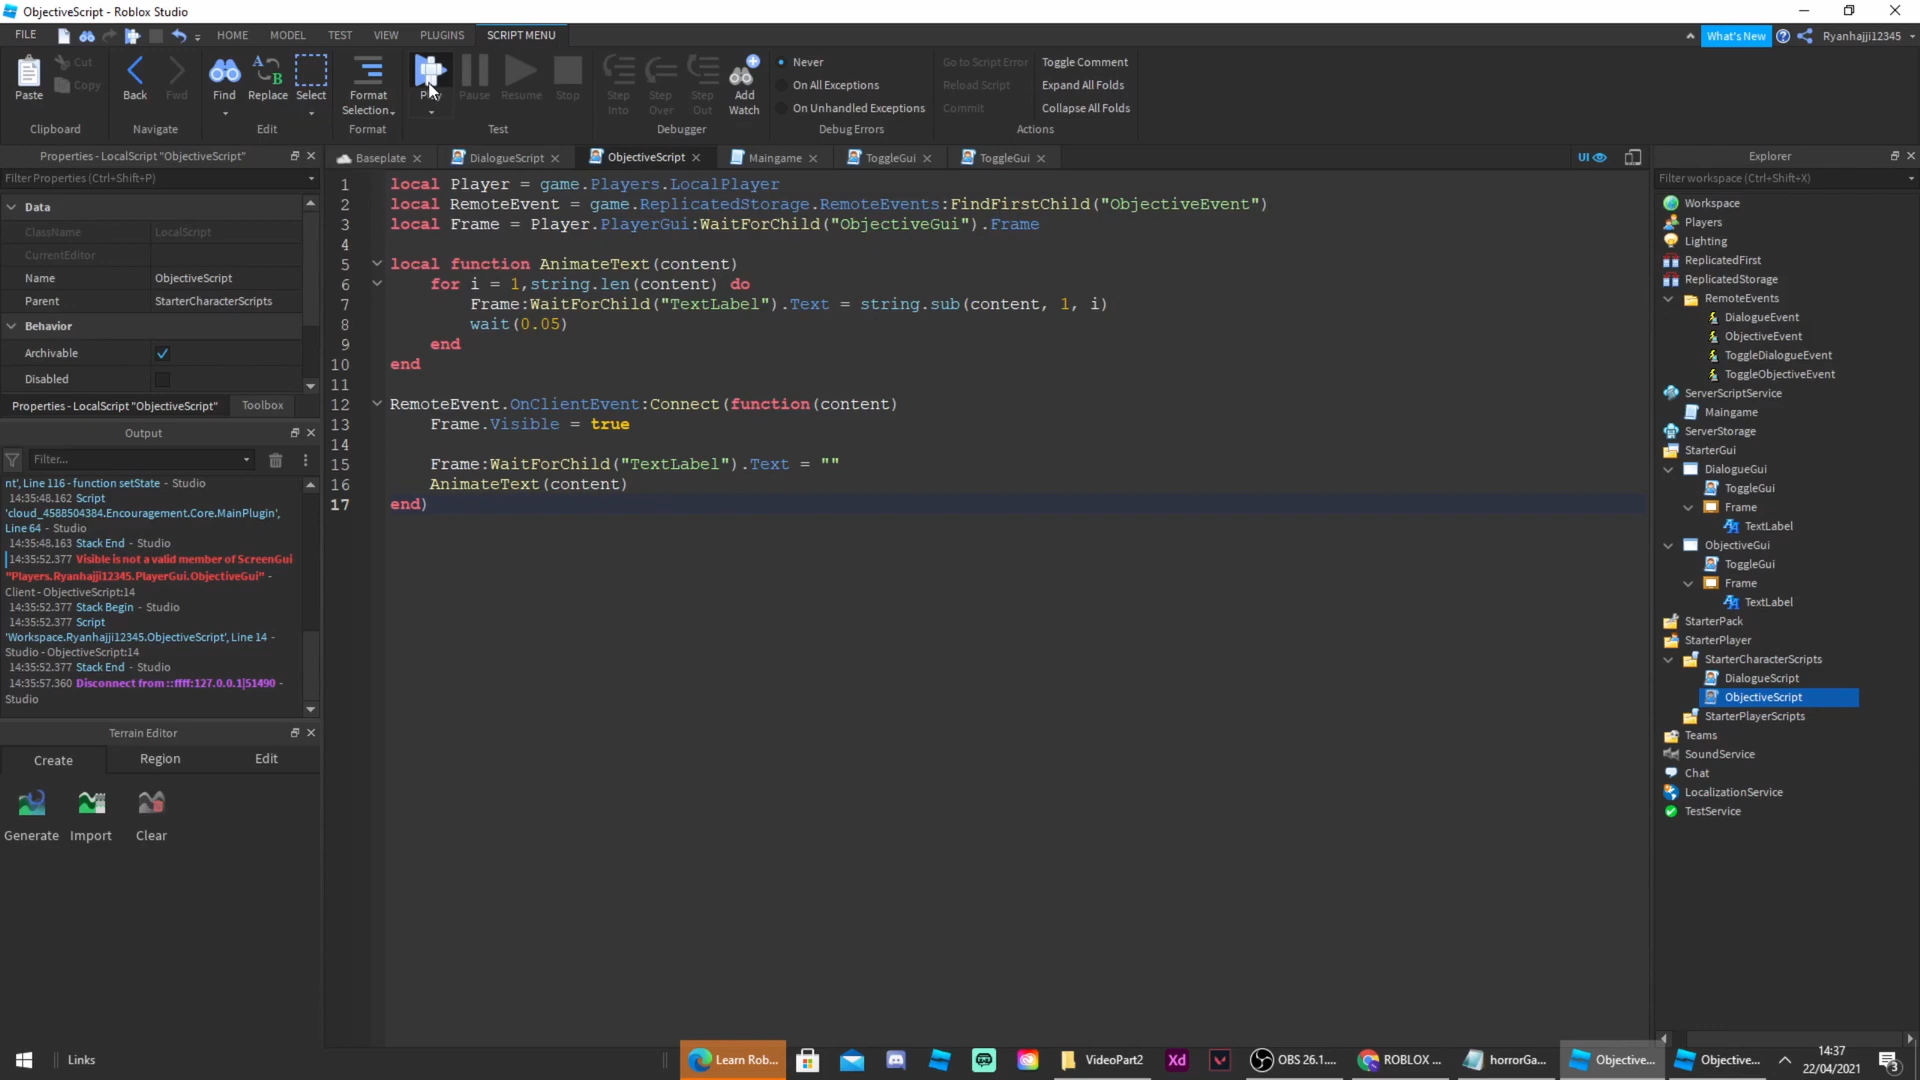 ObjectiveScript - Roblox Studio
FILE HOME MODEL TEST VIEW PLUGINS SCRIPT MENU What's New Ryanhajji12345
Paste Cut Copy Clipboard
Back Fwd Navigate
Find Replace Select Edit
Format Selection Format
Play Pause Resume Stop Test
Step Into Step Over Step Out Add Watch Debugger
Never
On All Exceptions
On Unhandled Exceptions
Debug Errors
Go to Script Error Toggle Comment
Reload Script Expand All Folds
Commit Collapse All Folds
Actions
Properties - LocalScript "ObjectiveScript"
Filter Properties (Ctrl+Shift+P)
Data
ClassName LocalScript
CurrentEditor
Name ObjectiveScript
Parent StarterCharacterScripts
Behavior
Archivable
Disabled
Properties - LocalScript "ObjectiveScript" Toolbox
Output
Filter...
nt', Line 116 - function setState - Studio
14:35:48.162 Script
'cloud_4588504384.Encouragement.Core.MainPlugin',
Line 64 - Studio
14:35:48.163 Stack End - Studio
14:35:52.377 Visible is not a valid member of ScreenGui
"Players.Ryanhajji12345.PlayerGui.ObjectiveGui" -
Client - ObjectiveScript:14
14:35:52.377 Stack Begin - Studio
14:35:52.377 Script
'Workspace.Ryanhajji12345.ObjectiveScript', Line 14 -
Studio - ObjectiveScript:14
14:35:52.377 Stack End - Studio
14:35:57.360 Disconnect from ::ffff:127.0.0.1|51490 -
Studio
Terrain Editor
Create Region Edit
Generate Import Clear
Baseplate DialogueScript ObjectiveScript Maingame ToggleGui ToggleGui UI
1 local Player = game.Players.LocalPlayer
2 local RemoteEvent = game.ReplicatedStorage.RemoteEvents:FindFirstChild("ObjectiveEvent")
3 local Frame = Player.PlayerGui:WaitForChild("ObjectiveGui").Frame
4
5 local function AnimateText(content)
6 for i = 1,string.len(content) do
7 Frame:WaitForChild("TextLabel").Text = string.sub(content, 1, i)
8 wait(0.05)
9 end
10 end
11
12 RemoteEvent.OnClientEvent:Connect(function(content)
13 Frame.Visible = true
14
15 Frame:WaitForChild("TextLabel").Text = ""
16 AnimateText(content)
17 end)
Explorer
Filter workspace (Ctrl+Shift+X)
Workspace
Players
Lighting
ReplicatedFirst
ReplicatedStorage
RemoteEvents
DialogueEvent
ObjectiveEvent
ToggleDialogueEvent
ToggleObjectiveEvent
ServerScriptService
Maingame
ServerStorage
StarterGui
DialogueGui
ToggleGui
Frame
TextLabel
ObjectiveGui
ToggleGui
Frame
TextLabel
StarterPack
StarterPlayer
StarterCharacterScripts
DialogueScript
ObjectiveScript
StarterPlayerScripts
Teams
SoundService
Chat
LocalizationService
TestService
Links Learn Rob... VideoPart2 Xd OBS 26.1.... ROBLOX ... horrorGa... Objective... Objective... 14:37
22/04/2021 3